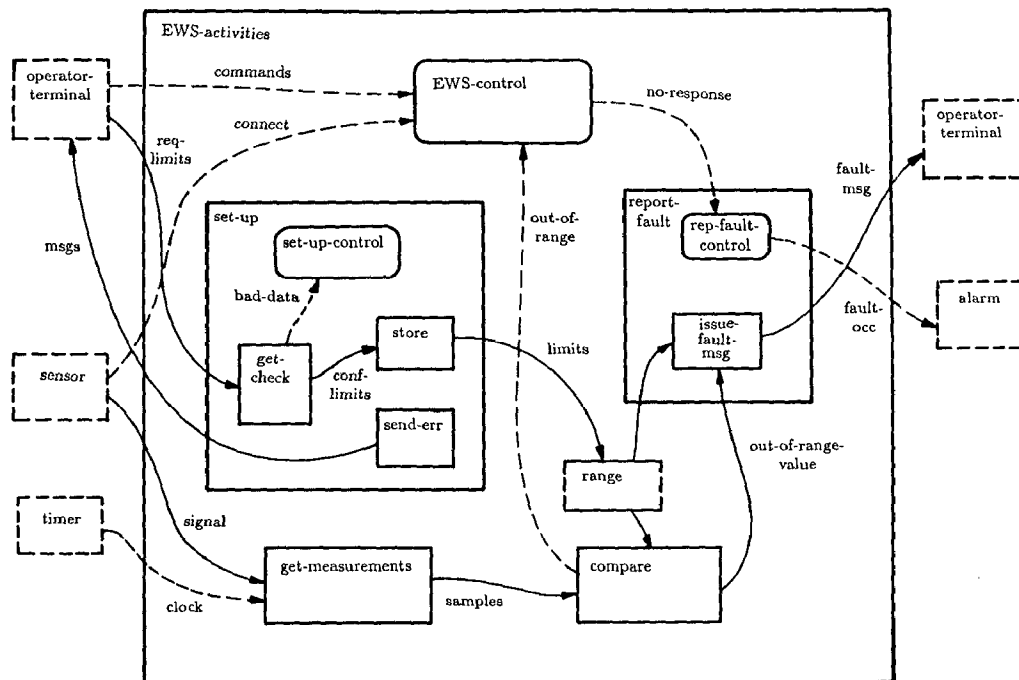 EWS-activities
operator-
terminal
commands
EWS-control
no-response
operator-
terminal
connect
req-
limits
fault-
msg
set-up
out-of-
range
report-
fault
rep-fault-
control
msgs
set-up-control
bad-data
alarm
fault-
occ
store
limits
issue-
fault-
msg
get-
check
conf-
limits
sensor
send-err
out-of-range-
value
range
timer
signal
get-measurements
compare
clock
samples